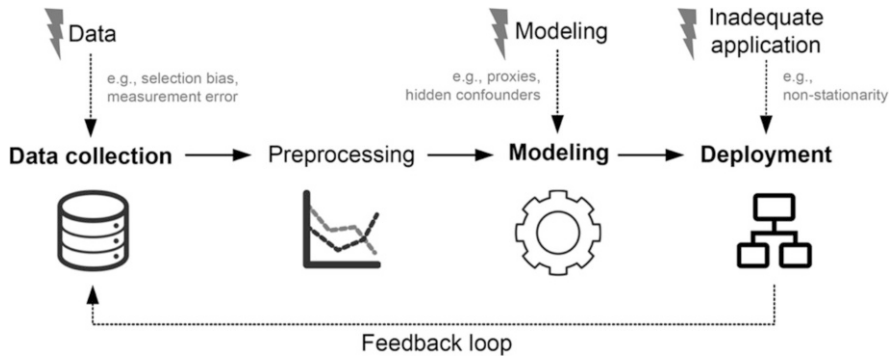 Data
Modeling
Inadequate
application
e.g., selection bias,
measurement error
e.g., proxies,
hidden confounders
e.g.,
non-stationarity
Data collection
Preprocessing
Modeling
Deployment
Feedback loop